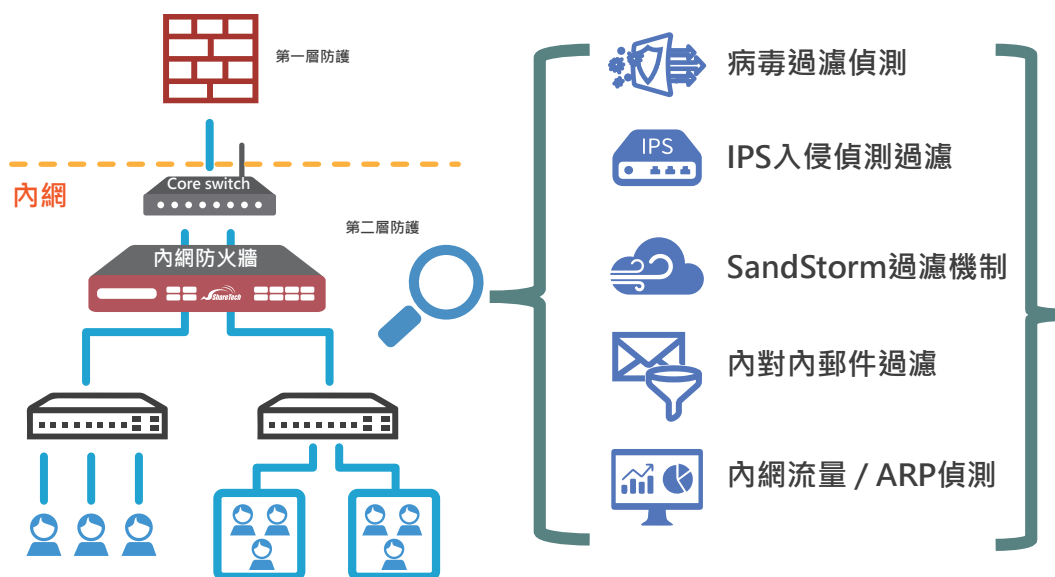 第一層防護
Core switch
內網
第二層防護
內網防火牆
ShareTech
病毒過濾偵測
IPS
IPS入侵偵測過濾
SandStorm過濾機制
內對內郵件過濾
內網流量 / ARP偵測